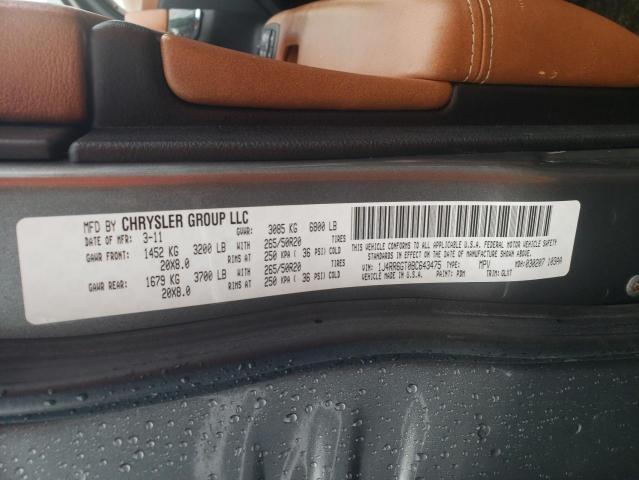 MFD BY CHRYSLER GROUP LLC
DATE OF MFR: 3-11 GVWR: 3085 KG 6800 LB
GAWR FRONT: 1452 KG 3200 LB WITH 265/50R20
20X8.0 RIMS AT 250 KPA ( 36 PSI) COLD
GAWR REAR: 1679 KG 3700 LB WITH 265/50R20
20X8.0 RIMS AT 250 KPA ( 36 PSI) COLD
THIS VEHICLE CONFORMS TO ALL APPLICABLE U.S.A. FEDERAL MOTOR VEHICLE SAFETY
STANDARDS IN EFFECT ON THE DATE OF MANUFACTURE SHOWN ABOVE.
VIN: 1J4RR6GT0BC643475 TYPE: MPV MDH: 030207 103AA
VEHICLE MADE IN U.S.A. PAINT: PDM TRIM: QLUT